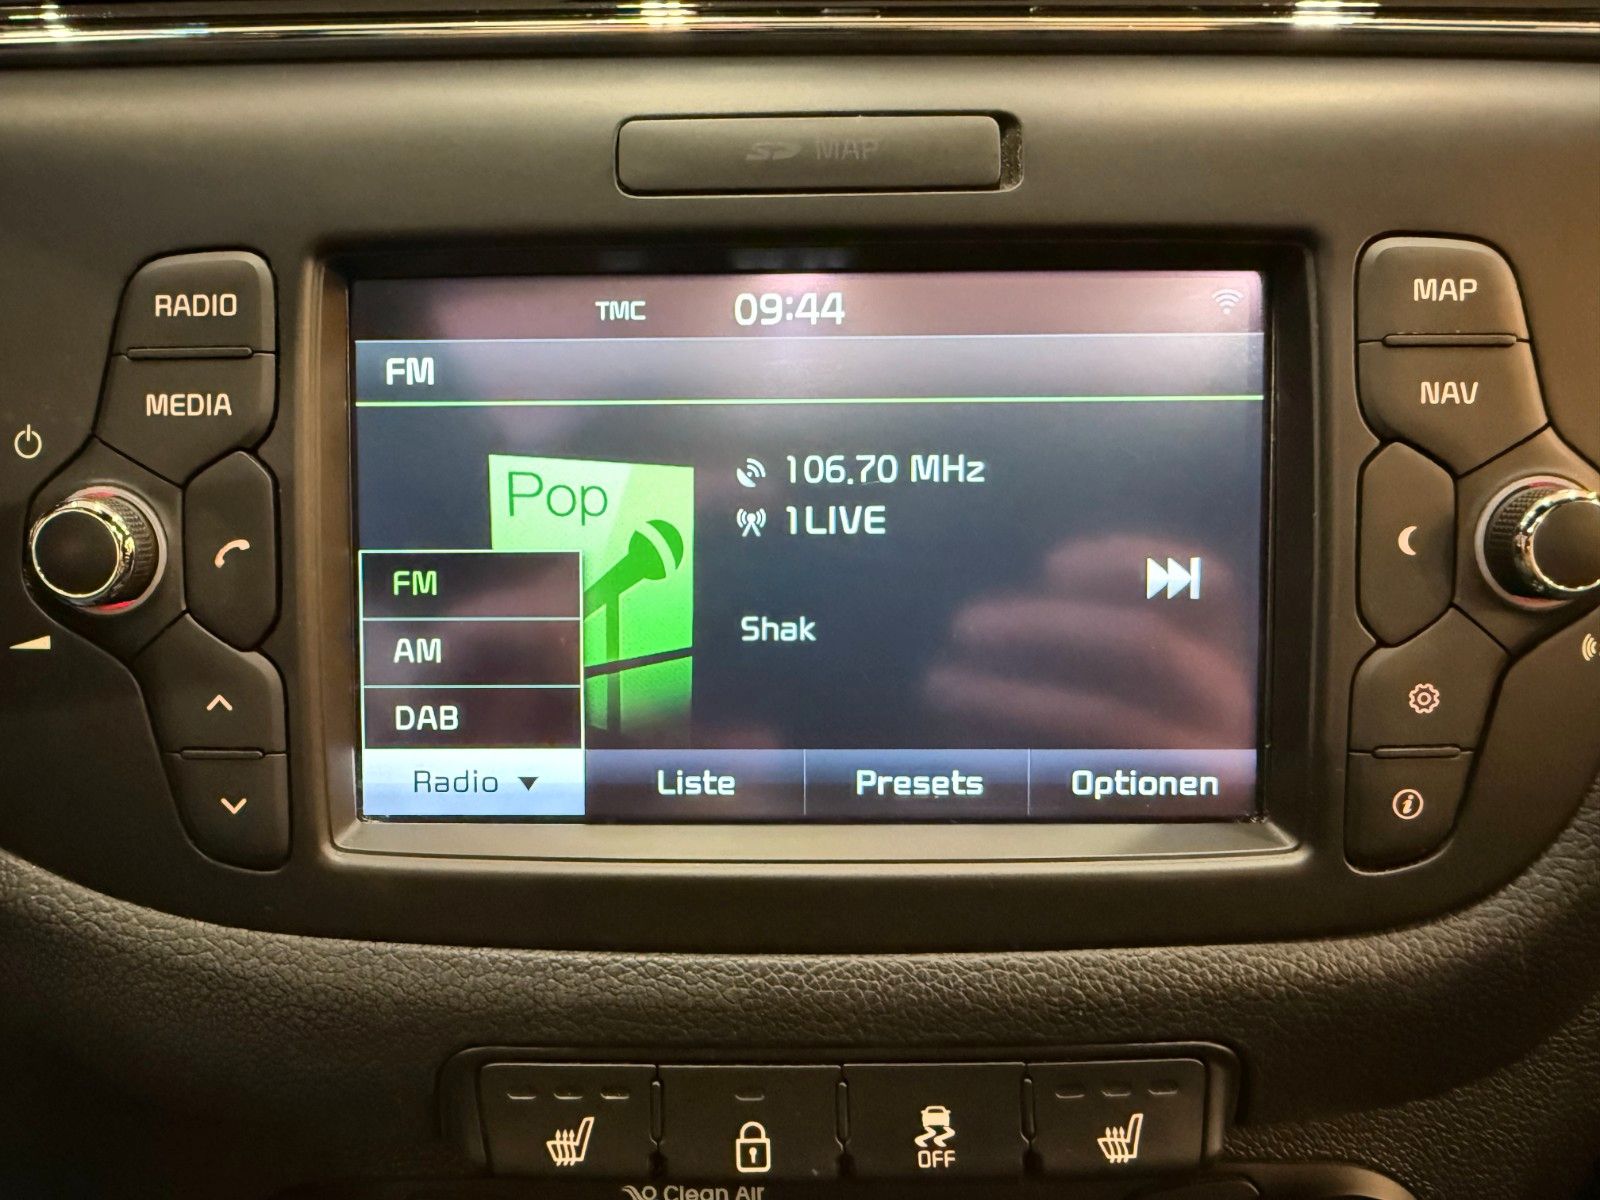 SD MAP
RADIO
MEDIA
MAP
NAV
TMC 09:44
FM
Pop
106.70 MHz
1LIVE
Shak
FM
AM
DAB
Radio
Liste
Presets
Optionen
OFF
Clean Air